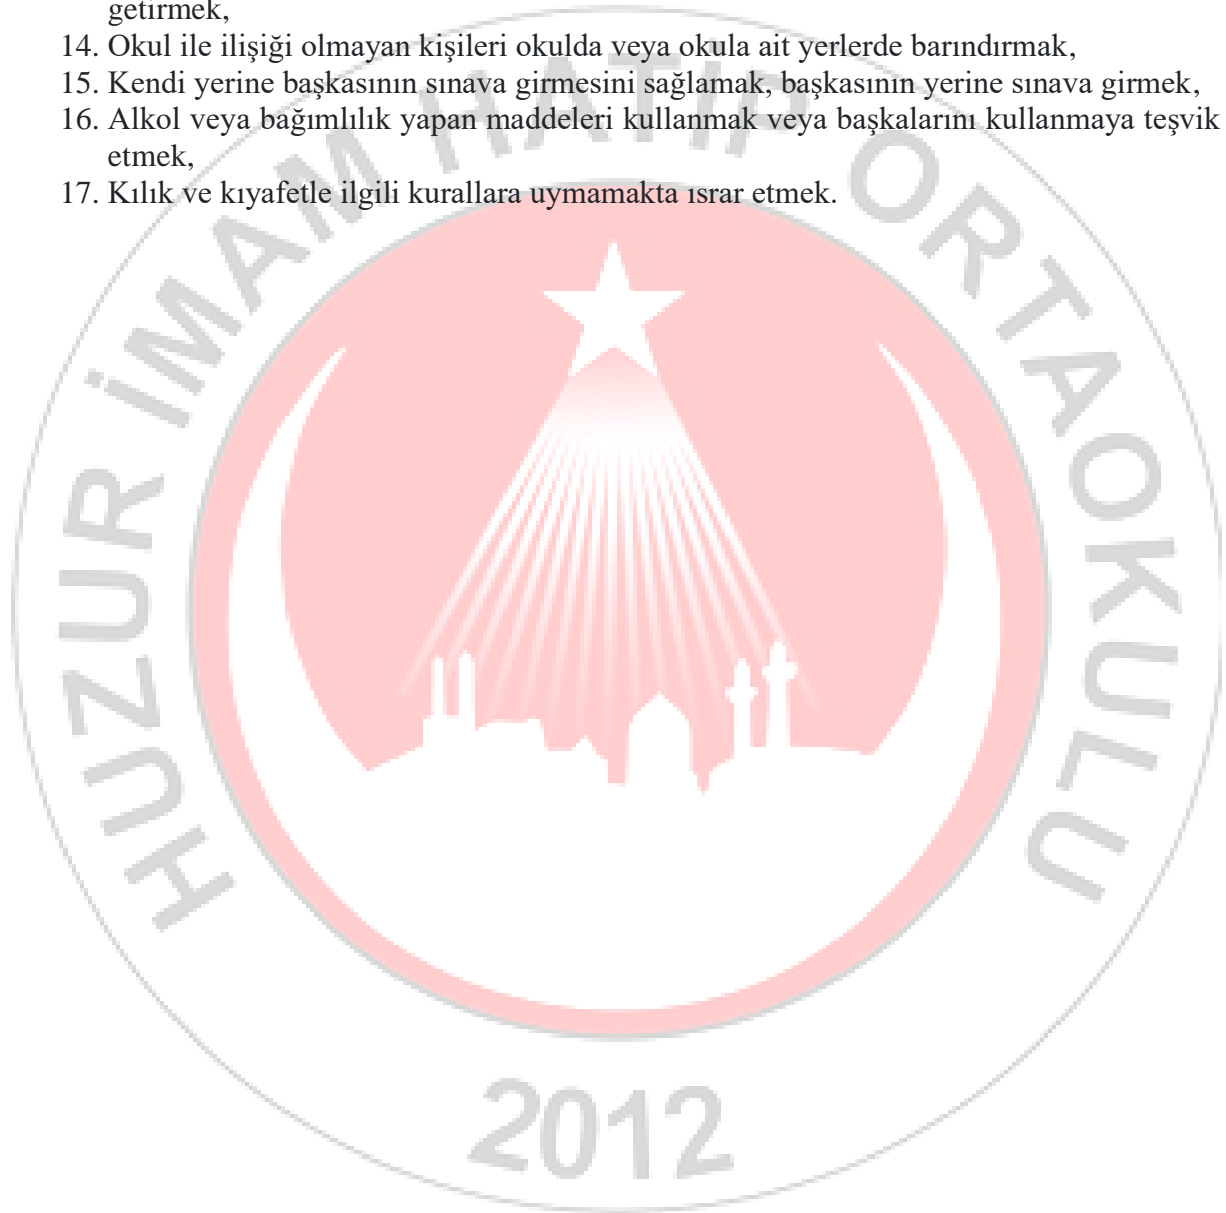 getirmek,
14. Okul ile ilişiği olmayan kişileri okulda veya okula ait yerlerde barındırmak,
15. Kendi yerine başkasının sınava girmesini sağlamak, başkasının yerine sınava girmek,
16. Alkol veya bağımlılık yapan maddeleri kullanmak veya başkalarını kullanmaya teşvik
etmek,
17. Kılık ve kıyafetle ilgili kurallara uymamakta ısrar etmek.
HUZUR İMAM HATİP ORTAOKULU
2012